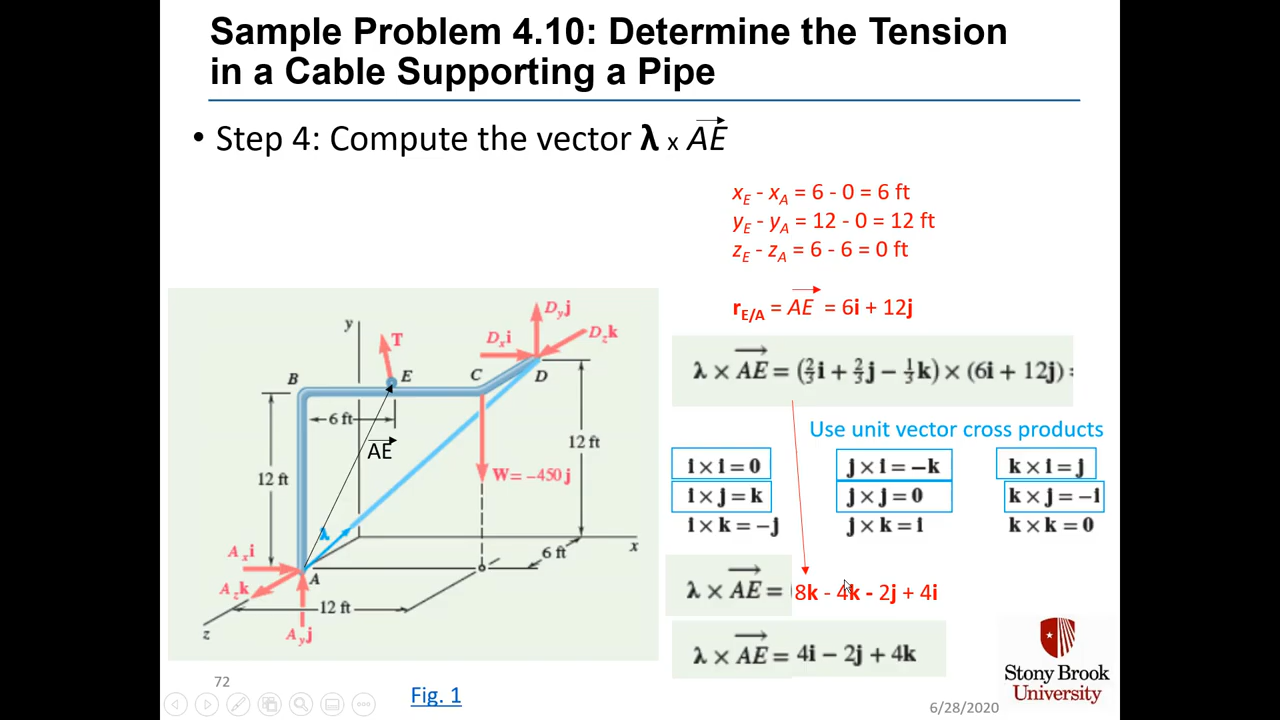 Sample Problem 4.10: Determine the Tension
in a Cable Supporting a Pipe
• Step 4: Compute the vector λ x AE
x_E - x_A = 6 - 0 = 6 ft
y_E - y_A = 12 - 0 = 12 ft
z_E - z_A = 6 - 6 = 0 ft
r_E/A = AE = 6i + 12j
λ × AE = (2/3 i + 2/3 j − 1/3 k) × (6i + 12j) =
Use unit vector cross products
i × i = 0 j × i = −k k × i = j
i × j = k j × j = 0 k × j = −i
i × k = −j j × k = i k × k = 0
λ × AE = 8k - 4k - 2j + 4i
λ × AE = 4i − 2j + 4k
y
T
D_x i
D_y j
D_z k
B
E
C
D
6 ft
AE
12 ft
12 ft
W = −450 j
λ
x
A_x i
6 ft
A
A_z k
12 ft
z
A_y j
Stony Brook
University
72
Fig. 1
6/28/2020